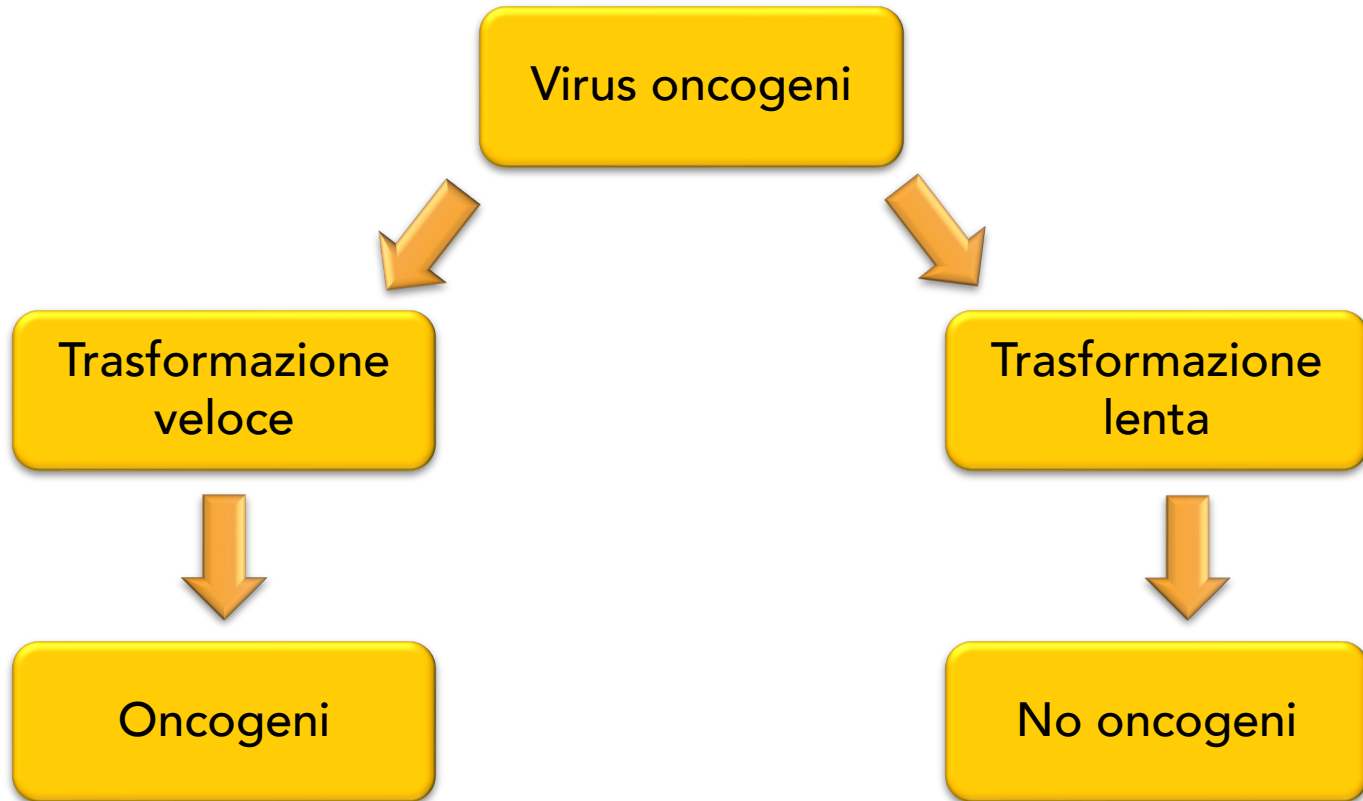 Virus oncogeni
Trasformazione
veloce
Trasformazione
lenta
Oncogeni
No oncogeni